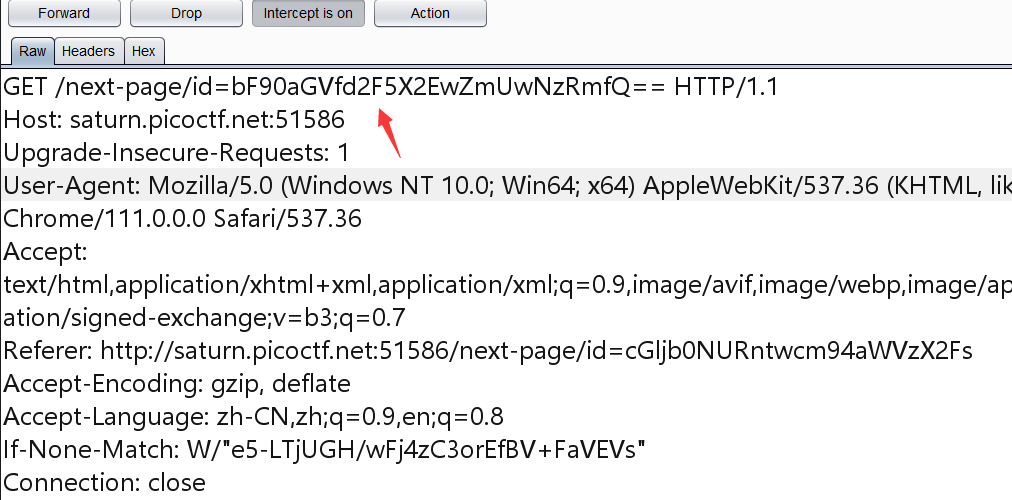 Forward Drop Intercept is on Action
Raw Headers Hex
GET /next-page/id=bF90aGVfd2F5X2EwZmUwNzRmfQ== HTTP/1.1
Host: saturn.picoctf.net:51586
Upgrade-Insecure-Requests: 1
User-Agent: Mozilla/5.0 (Windows NT 10.0; Win64; x64) AppleWebKit/537.36 (KHTML, lik
Chrome/111.0.0.0 Safari/537.36
Accept:
text/html,application/xhtml+xml,application/xml;q=0.9,image/avif,image/webp,image/ap
ation/signed-exchange;v=b3;q=0.7
Referer: http://saturn.picoctf.net:51586/next-page/id=cGljb0NURntwcm94aWVzX2Fs
Accept-Encoding: gzip, deflate
Accept-Language: zh-CN,zh;q=0.9,en;q=0.8
If-None-Match: W/"e5-LTjUGH/wFj4zC3orEfBV+FaVEVs"
Connection: close